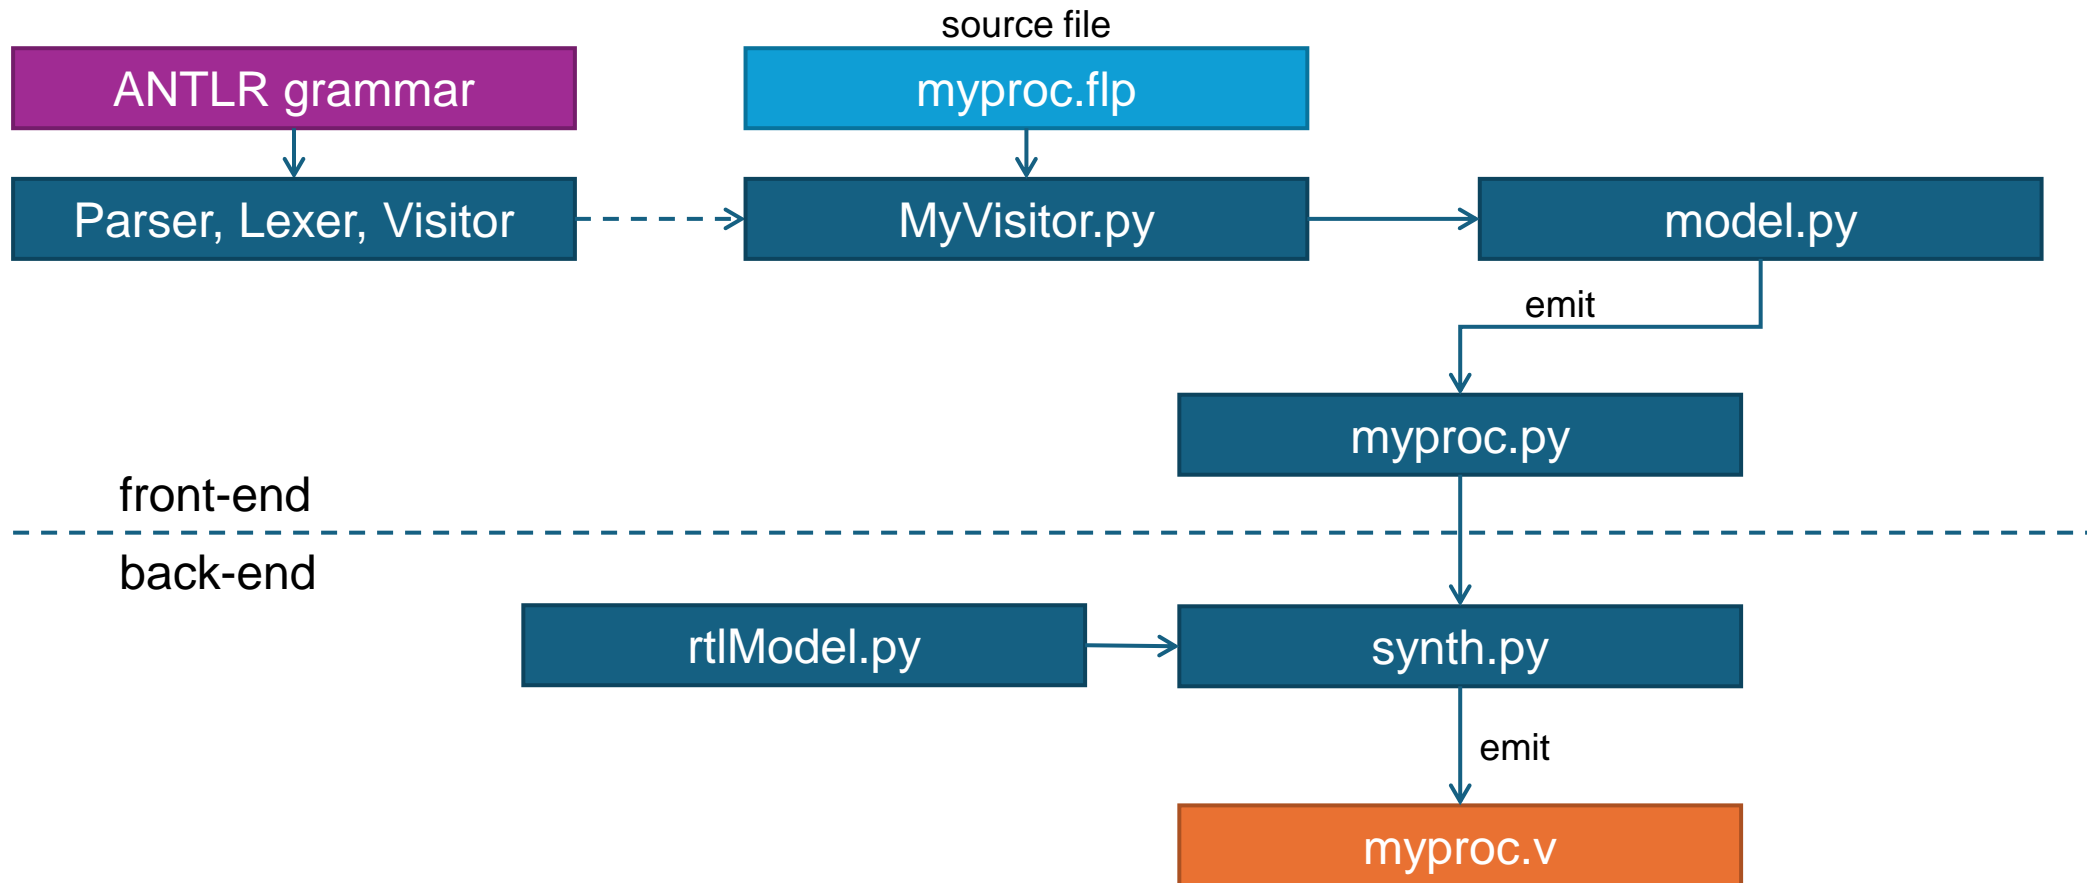 source file
ANTLR grammar
myproc.flp
Parser, Lexer, Visitor
MyVisitor.py
model.py
emit
myproc.py
front-end
back-end
rtlModel.py
synth.py
emit
myproc.v